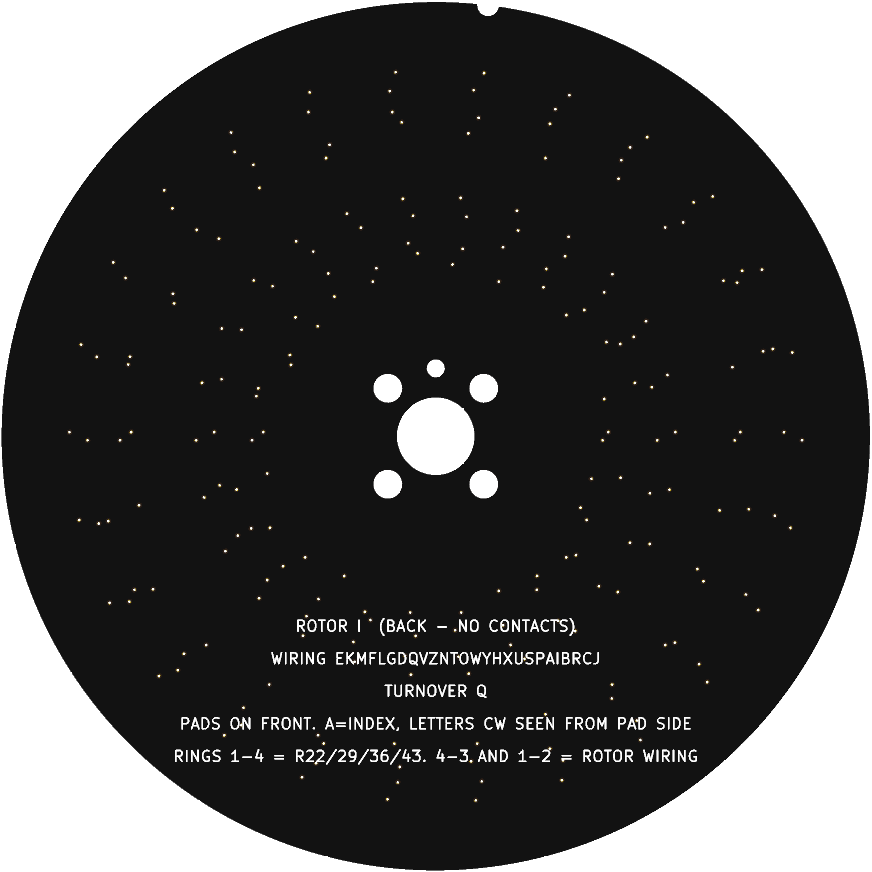 ROTOR I (BACK - NO CONTACTS)
WIRING EKMFLGDQVZNTOWYHXUSPAIBRCJ
TURNOVER Q
PADS ON FRONT. A=INDEX, LETTERS CW SEEN FROM PAD SIDE
RINGS 1-4 = R22/29/36/43. 4-3 AND 1-2 = ROTOR WIRING